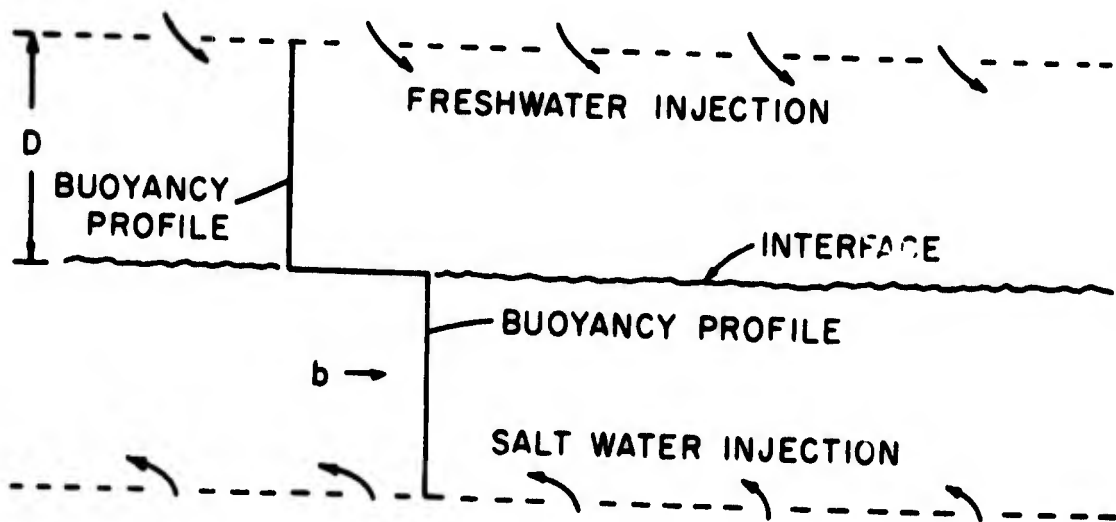 FRESHWATER INJECTION
D
BUOYANCY
PROFILE
INTERFACE
BUOYANCY PROFILE
b
SALT WATER INJECTION